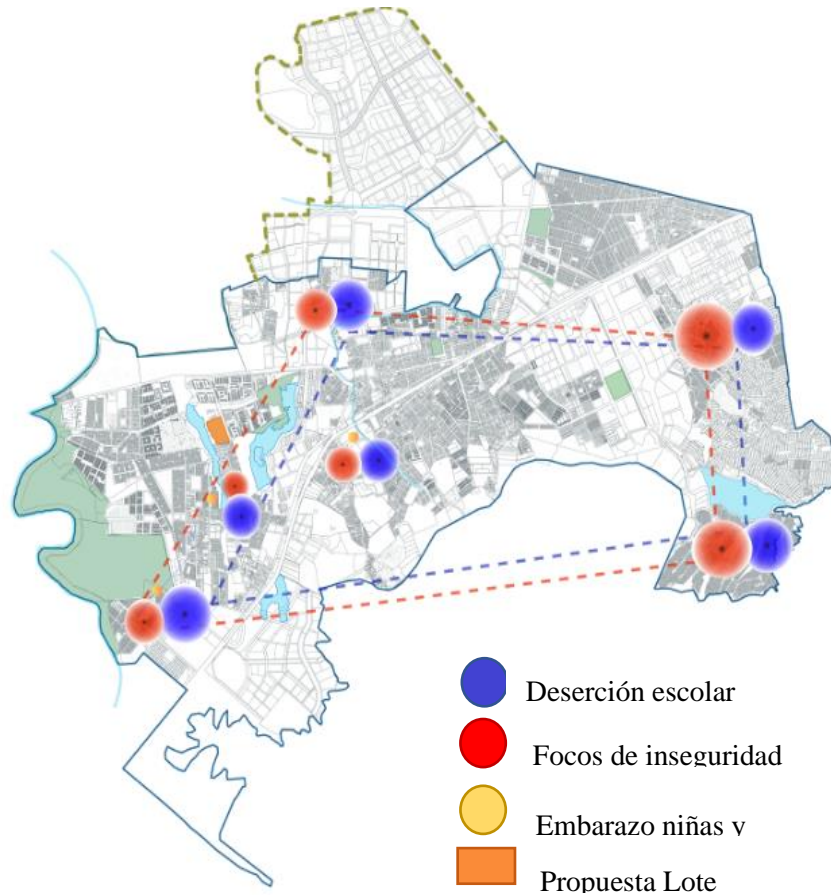 Deserción escolar
Focos de inseguridad
Embarazo niñas y
Propuesta Lote